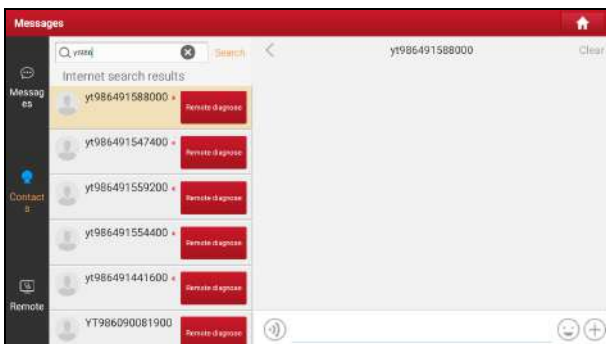 Messages
Search
Internet search results
Messag
es
Contact
s
Remote
yt986491588000
Remote diagnose
yt986491547400
Remote diagnose
yt986491559200
Remote diagnose
yt986491554400
Remote diagnose
yt986491441600
Remote diagnose
YT986090081900
Remote diagnose
yt986491588000
Clear